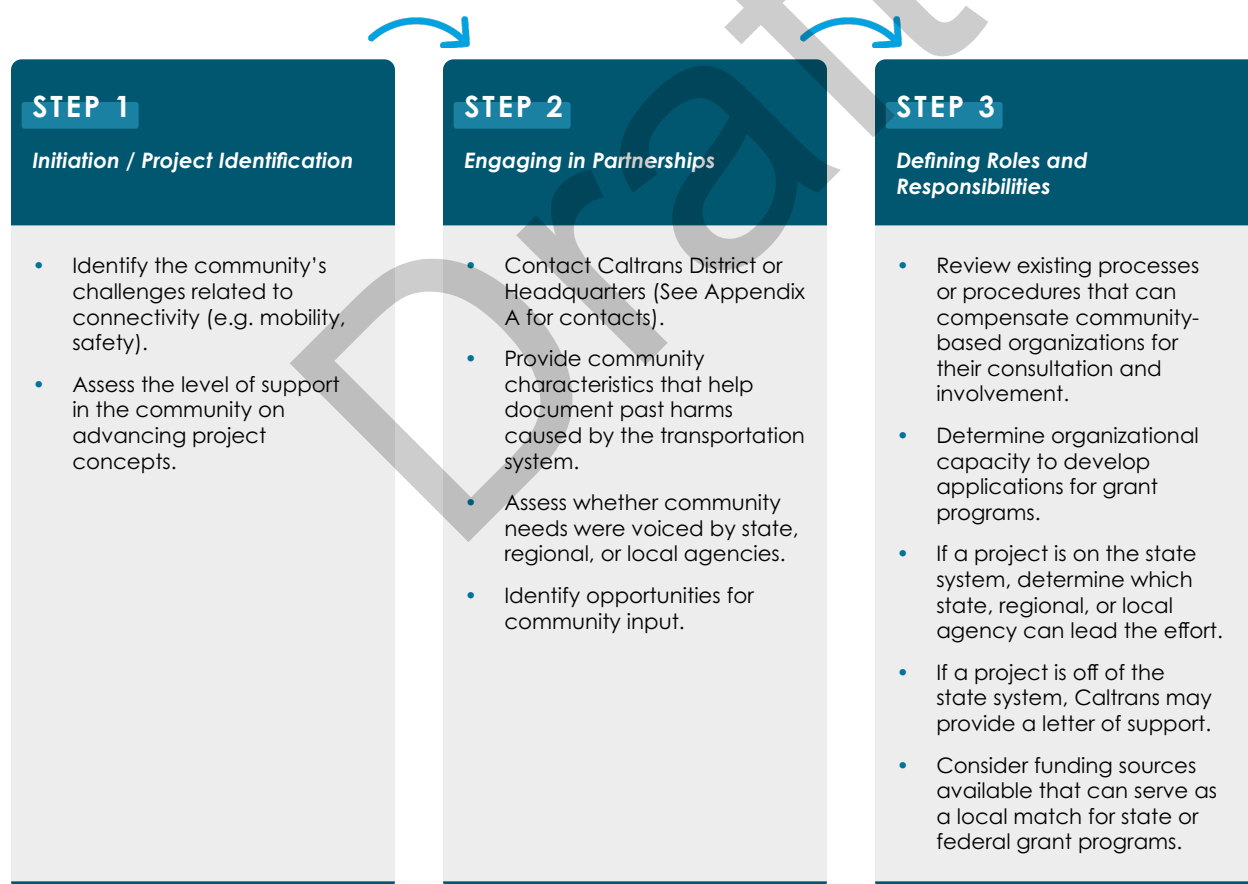 STEP 1
Initiation / Project Identification
• Identify the community’s
challenges related to
connectivity (e.g. mobility,
safety).
• Assess the level of support
in the community on
advancing project
concepts.
STEP 2
Engaging in Partnerships
• Contact Caltrans District or
Headquarters (See Appendix
A for contacts).
• Provide community
characteristics that help
document past harms
caused by the transportation
system.
• Assess whether community
needs were voiced by state,
regional, or local agencies.
• Identify opportunities for
community input.
STEP 3
Defining Roles and
Responsibilities
• Review existing processes
or procedures that can
compensate community-
based organizations for
their consultation and
involvement.
• Determine organizational
capacity to develop
applications for grant
programs.
• If a project is on the state
system, determine which
state, regional, or local
agency can lead the effort.
• If a project is off of the
state system, Caltrans may
provide a letter of support.
• Consider funding sources
available that can serve as
a local match for state or
federal grant programs.
Draft